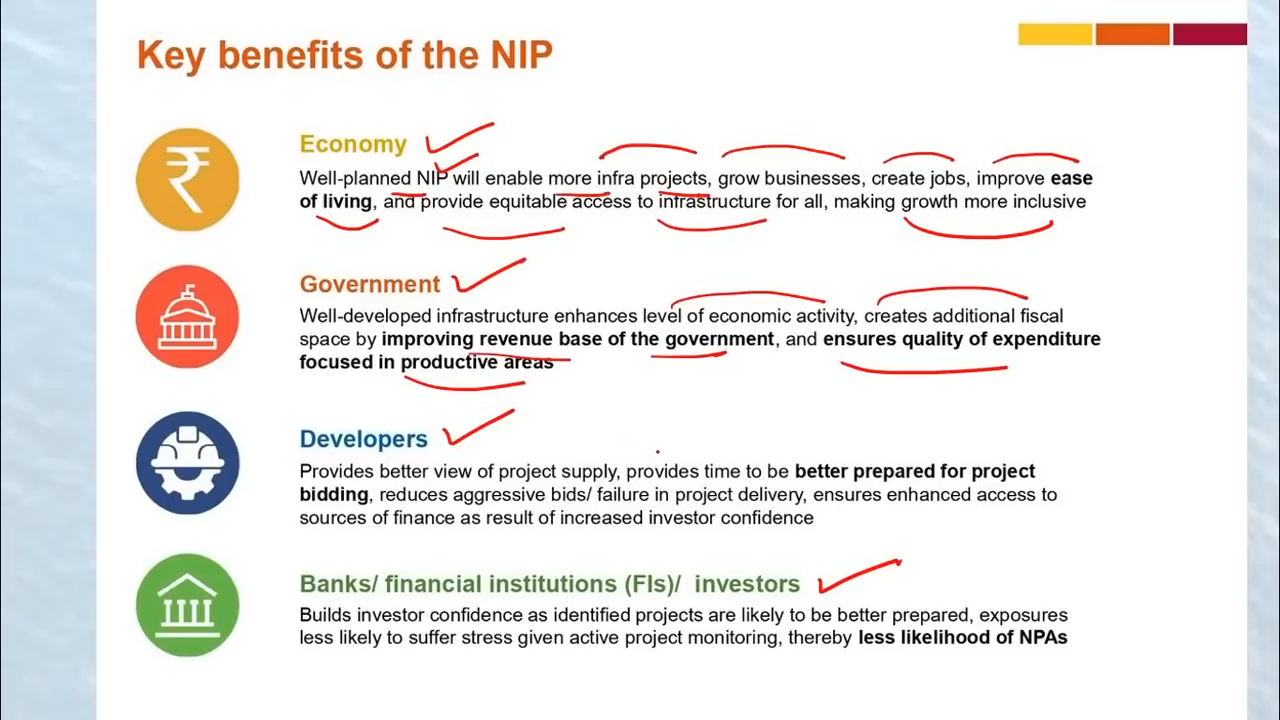 Key benefits of the NIP
Economy
Well-planned NIP will enable more infra projects, grow businesses, create jobs, improve ease
of living, and provide equitable access to infrastructure for all, making growth more inclusive
Government
Well-developed infrastructure enhances level of economic activity, creates additional fiscal
space by improving revenue base of the government, and ensures quality of expenditure
focused in productive areas
Developers
Provides better view of project supply, provides time to be better prepared for project
bidding, reduces aggressive bids/ failure in project delivery, ensures enhanced access to
sources of finance as result of increased investor confidence
Banks/ financial institutions (FIs)/ investors
Builds investor confidence as identified projects are likely to be better prepared, exposures
less likely to suffer stress given active project monitoring, thereby less likelihood of NPAs